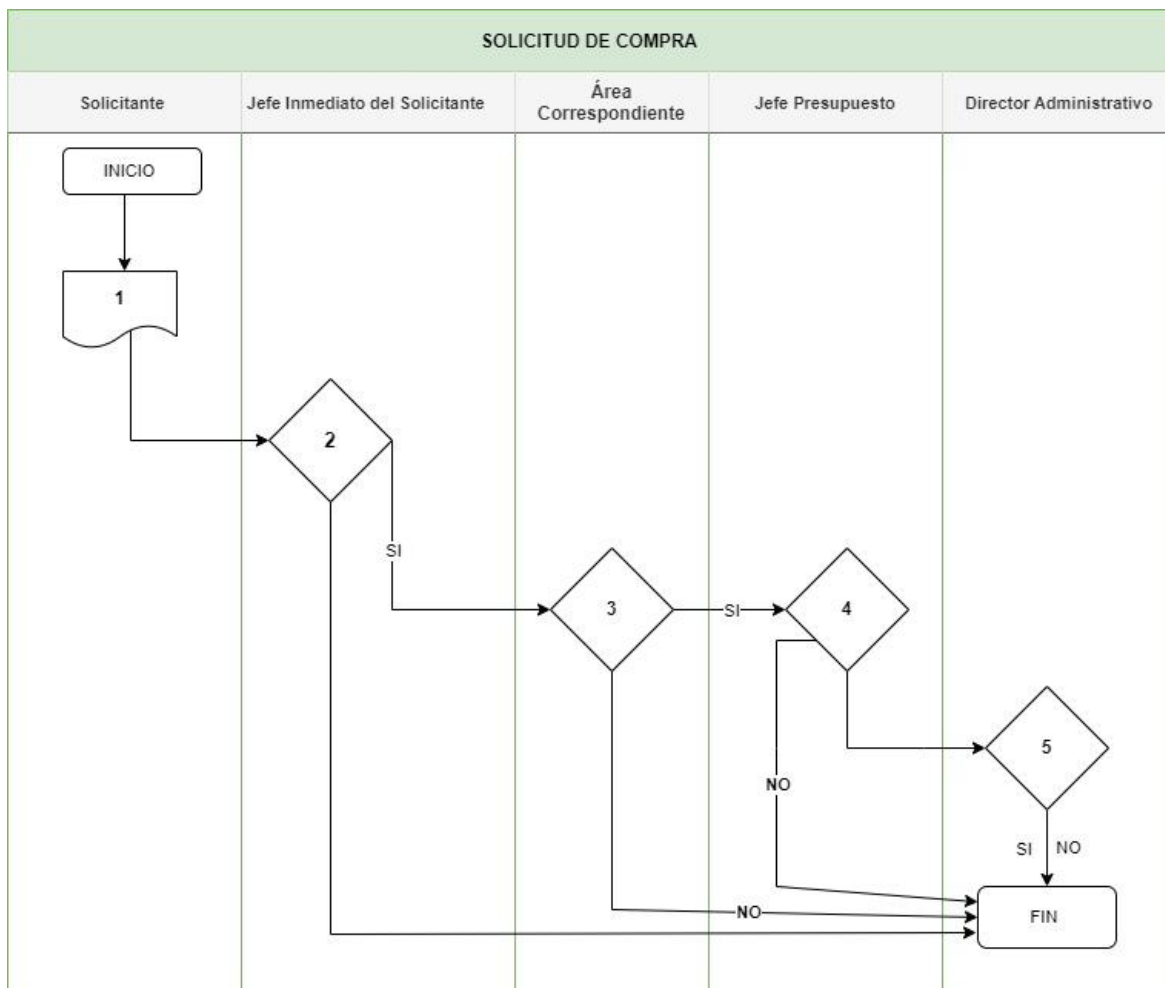 SOLICITUD DE COMPRA
Solicitante
Jefe Inmediato del Solicitante
Área
Correspondiente
Jefe Presupuesto
Director Administrativo
INICIO
1
2
SI
3
SI
4
5
NO
SI
NO
NO
FIN